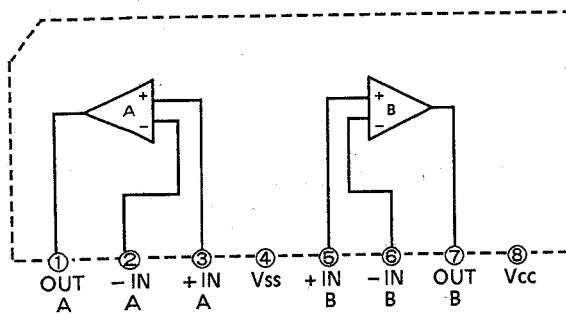 +
A
−
+
B
−
① ② ③ ④ ⑤ ⑥ ⑦ ⑧
OUT A
− IN A
+ IN A
Vss
+ IN B
− IN B
OUT B
Vcc